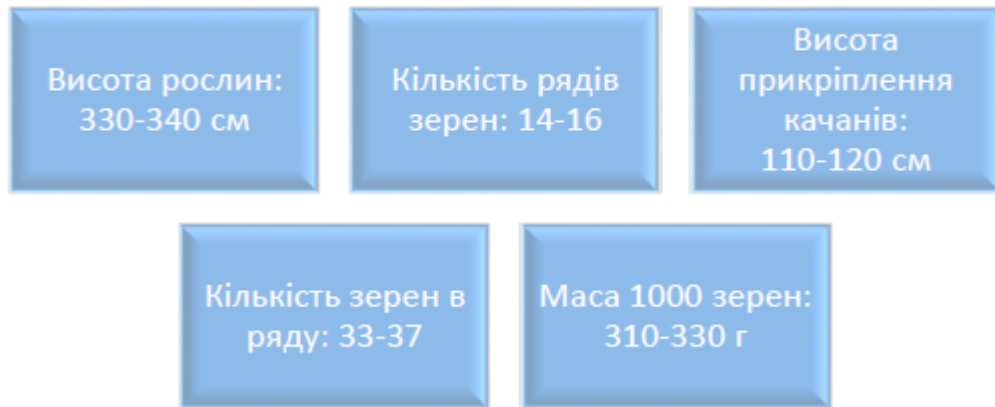 Висота рослин:
330-340 см
Кількість рядів
зерен: 14-16
Висота
прикріплення
качанів:
110-120 см
Кількість зерен в
ряду: 33-37
Маса 1000 зерен:
310-330 г